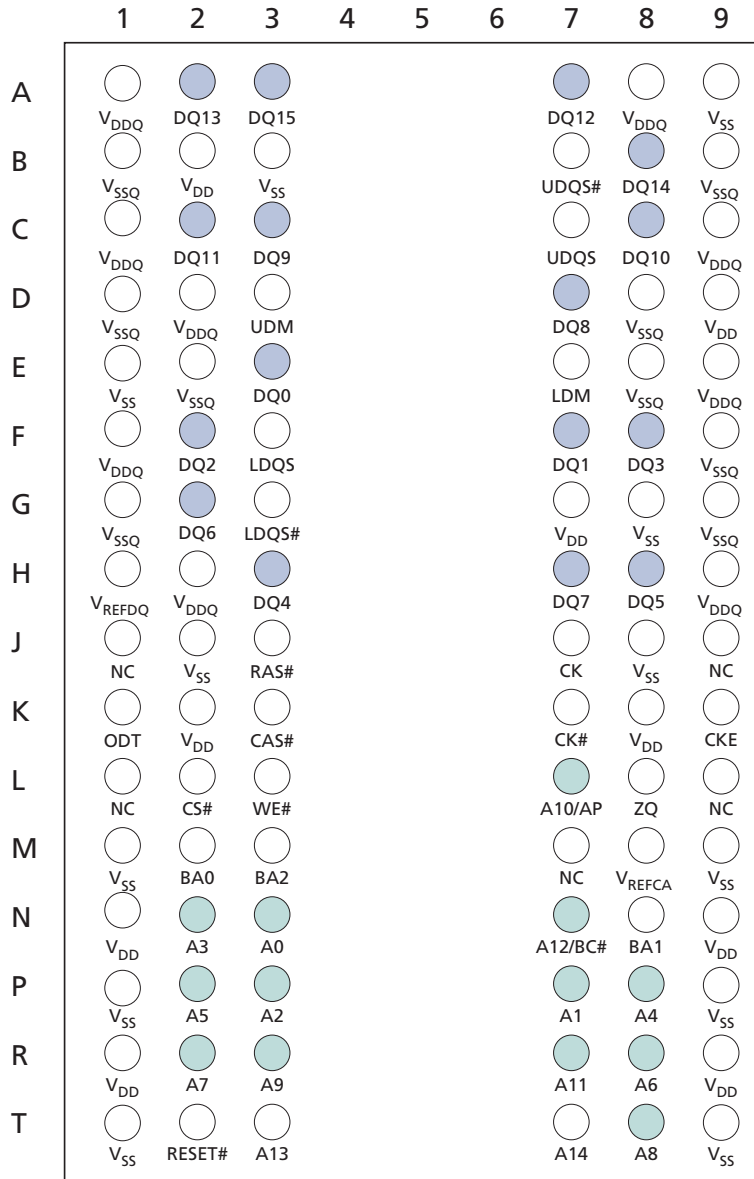 1 2 3 4 5 6 7 8 9
A
VDDQ DQ13 DQ15 DQ12 VDDQ VSS
B
VSSQ VDD VSS UDQS# DQ14 VSSQ
C
VDDQ DQ11 DQ9 UDQS DQ10 VDDQ
D
VSSQ VDDQ UDM DQ8 VSSQ VDD
E
VSS VSSQ DQ0 LDM VSSQ VDDQ
F
VDDQ DQ2 LDQS DQ1 DQ3 VSSQ
G
VSSQ DQ6 LDQS# VDD VSS VSSQ
H
VREFDQ VDDQ DQ4 DQ7 DQ5 VDDQ
J
NC VSS RAS# CK VSS NC
K
ODT VDD CAS# CK# VDD CKE
L
NC CS# WE# A10/AP ZQ NC
M
VSS BA0 BA2 NC VREFCA VSS
N
VDD A3 A0 A12/BC# BA1 VDD
P
VSS A5 A2 A1 A4 VSS
R
VDD A7 A9 A11 A6 VDD
T
VSS RESET# A13 A14 A8 VSS